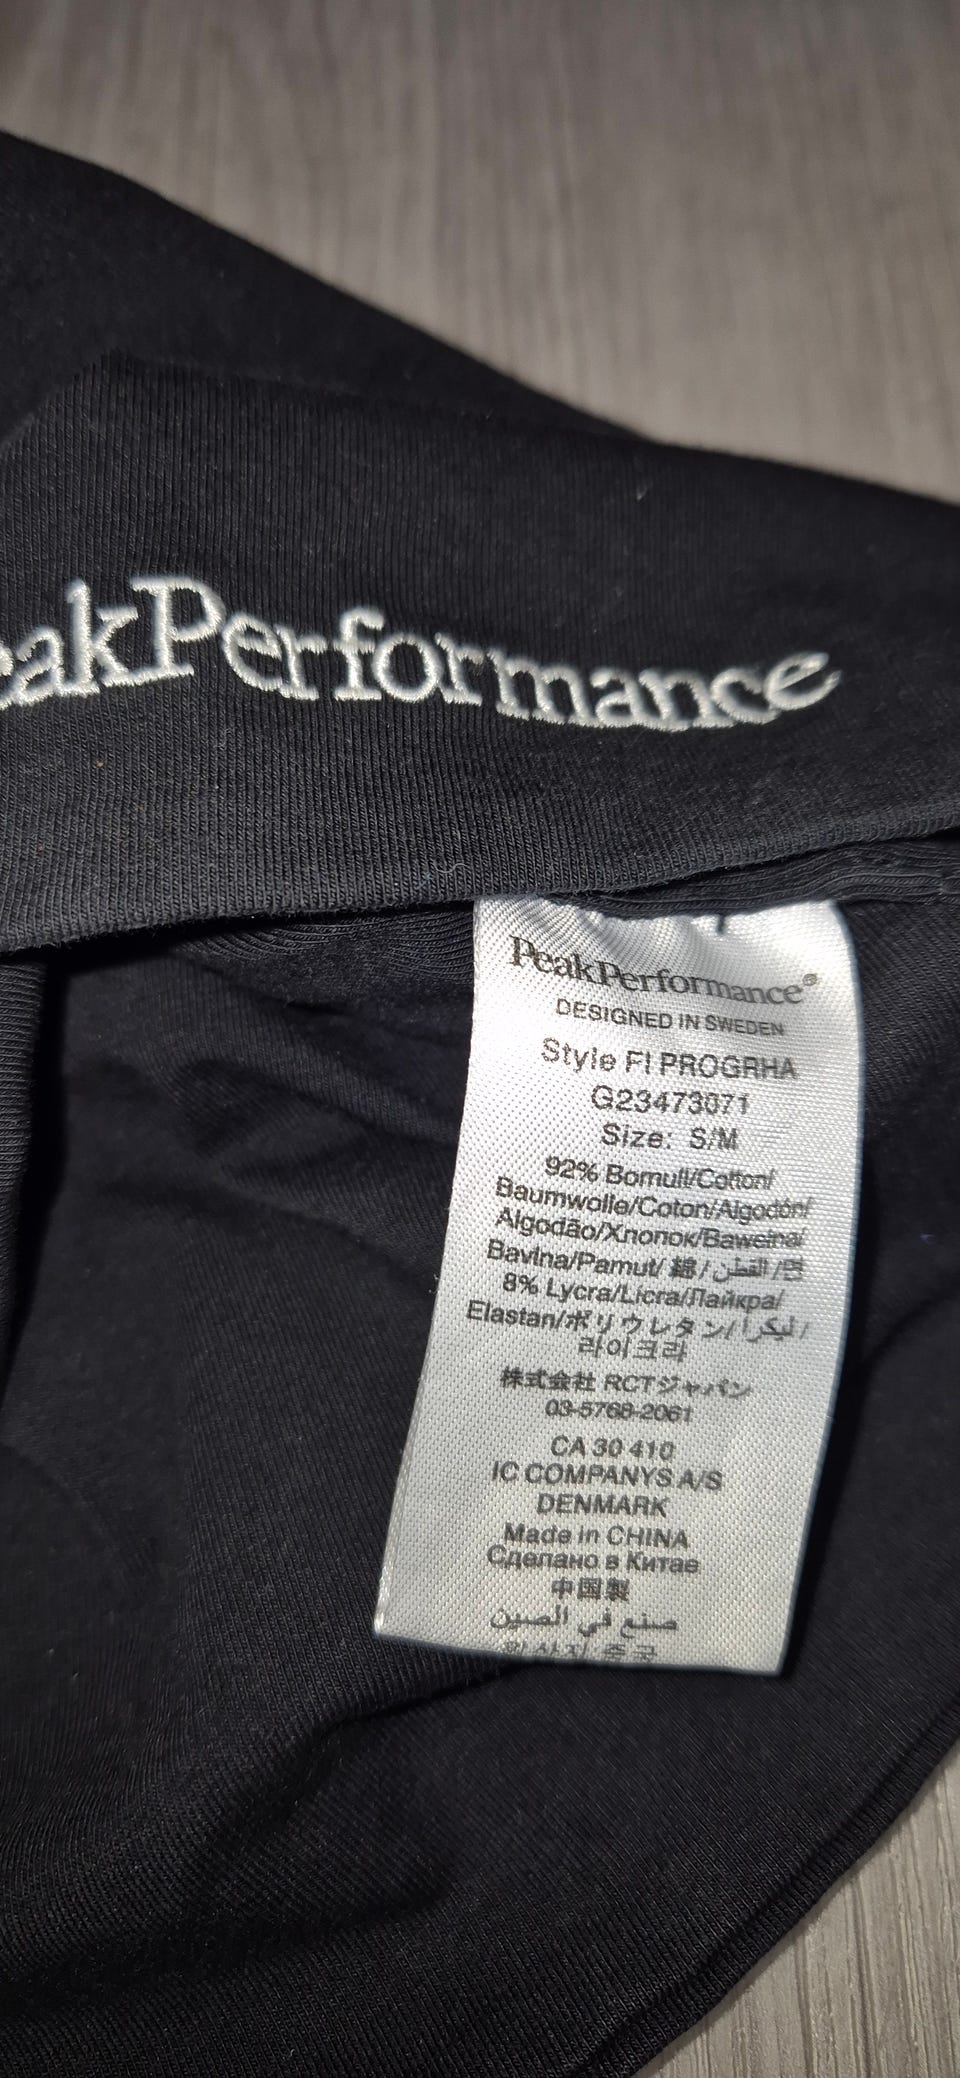 eakPerformance
PeakPerformance®
DESIGNED IN SWEDEN
Style FI PROGRHA
G23473071
Size: S/M
92% Bomull/Cotton/
Baumwolle/Coton/Algodón/
Algodão/Хлопок/Bawełna/
Bavlna/Pamut/ 綿 / القطن / 면
8% Lycra/Licra/Лайкра/
Elastan/ポリウレタン/ ليكرا /
라이크라
株式会社 RCTジャパン
03-5768-2061
CA 30 410
IC COMPANYS A/S
DENMARK
Made in CHINA
Сделано в Китае
中国製
صنع في الصين